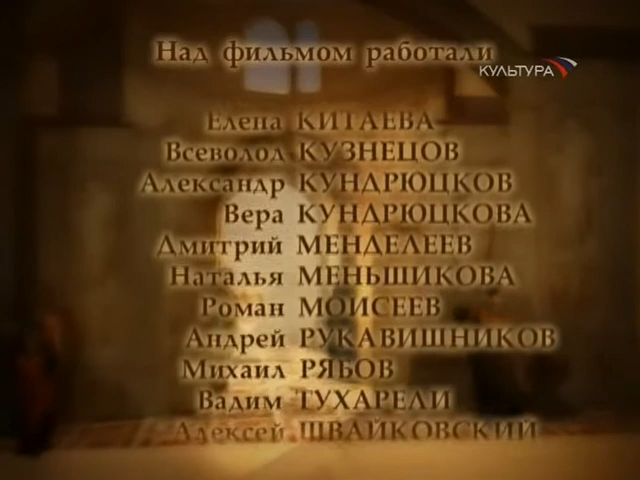 Над фильмом работали
КУЛЬТУРА
Елена КИТАЕВА
Всеволод КУЗНЕЦОВ
Александр КУНДРЮЦКОВ
Вера КУНДРЮЦКОВА
Дмитрий МЕНДЕЛЕЕВ
Наталья МЕНЬШИКОВА
Роман МОИСЕЕВ
Андрей РУКАВИШНИКОВ
Михаил РЯБОВ
Вадим ТУХАРЕЛИ
Алексей ШВАЙКОВСКИЙ